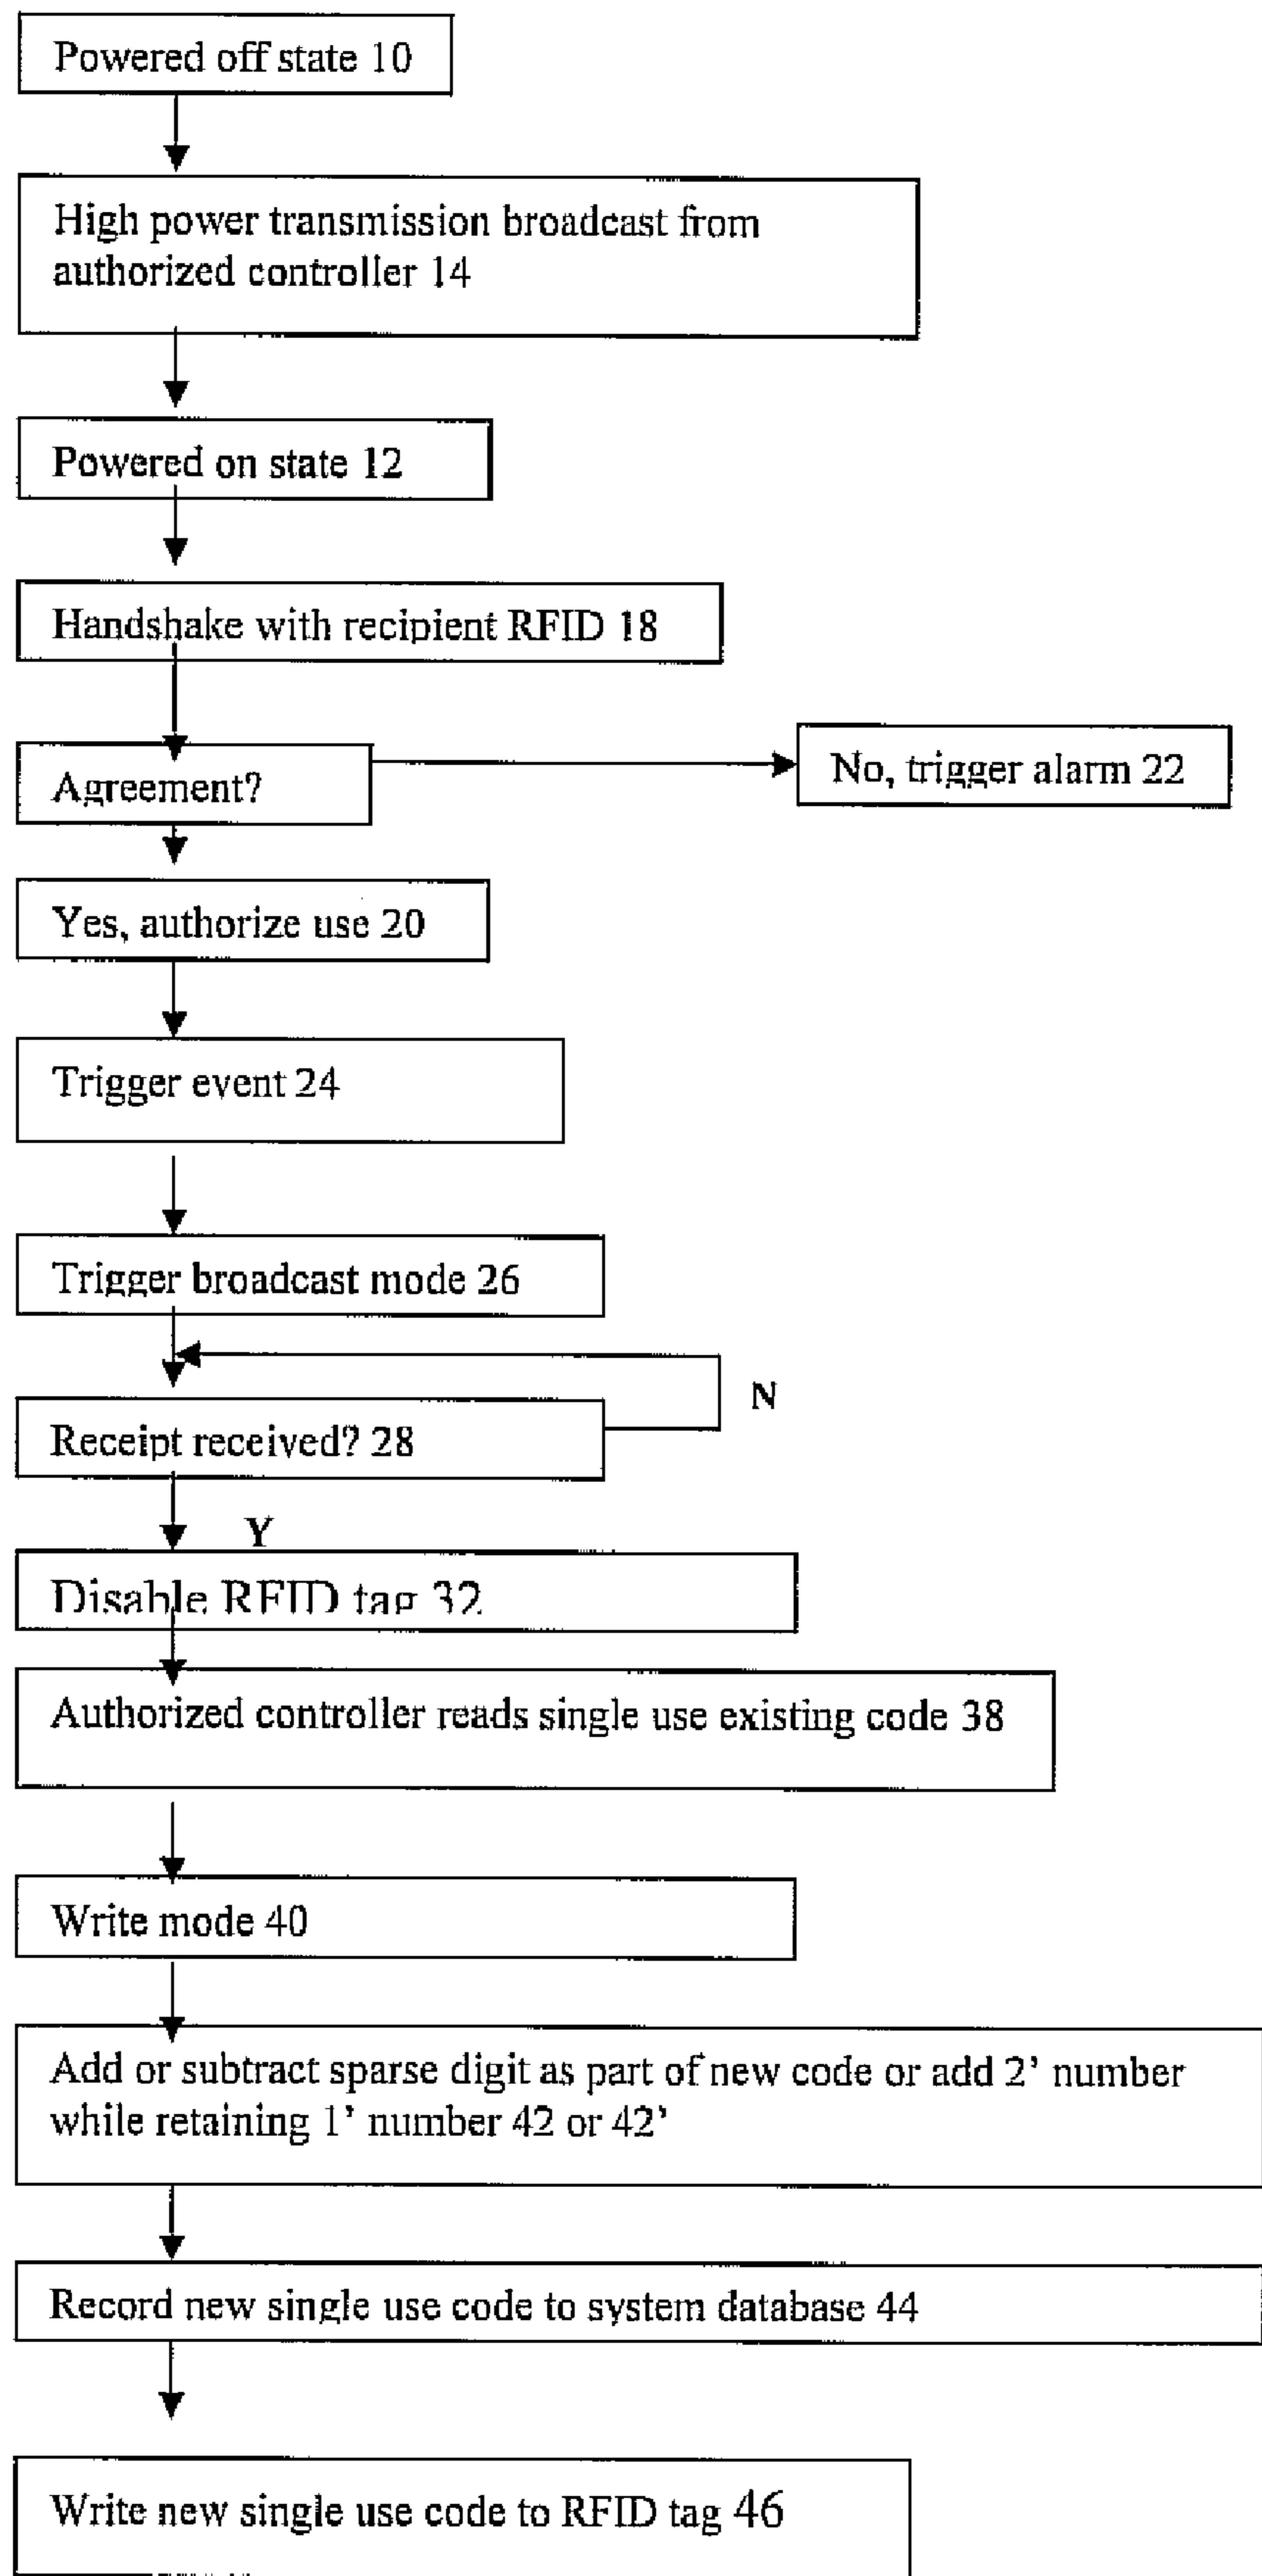 Powered off state 10
High power transmission broadcast from
authorized controller 14
Powered on state 12
Handshake with recipient RFID 18
Agreement?
No, trigger alarm 22
Yes, authorize use 20
Trigger event 24
Trigger broadcast mode 26
N
Receipt received? 28
Y
Disable RFID tag 32
Authorized controller reads single use existing code 38
Write mode 40
Add or subtract sparse digit as part of new code or add 2’ number
while retaining 1’ number 42 or 42’
Record new single use code to system database 44
Write new single use code to RFID tag 46